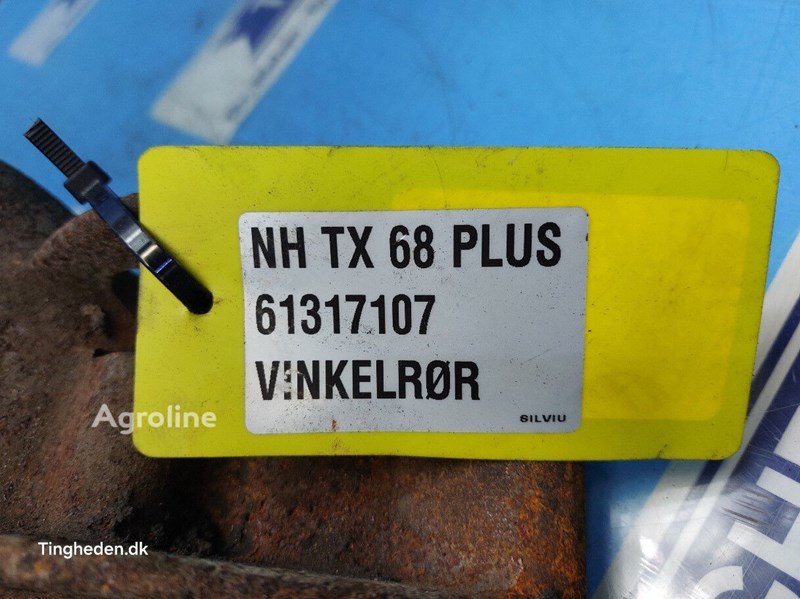 NH TX 68 PLUS
61317107
VINKELRØR
SILVIU
Agroline
Tingheden.dk